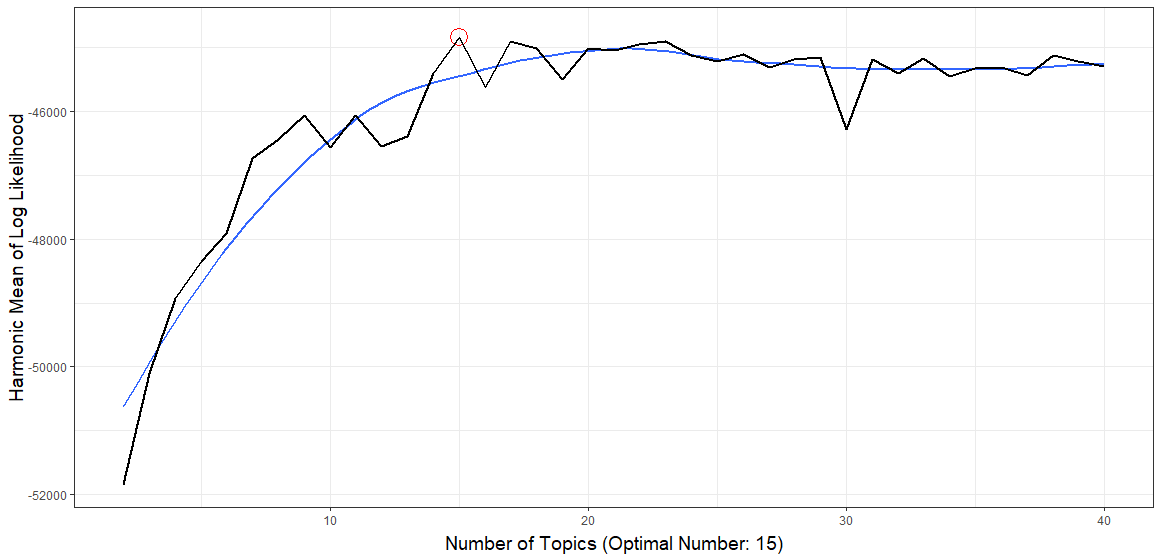 Harmonic Mean of Log Likelihood
-46000
-48000
-50000
-52000
10 20 30 40
Number of Topics (Optimal Number: 15)